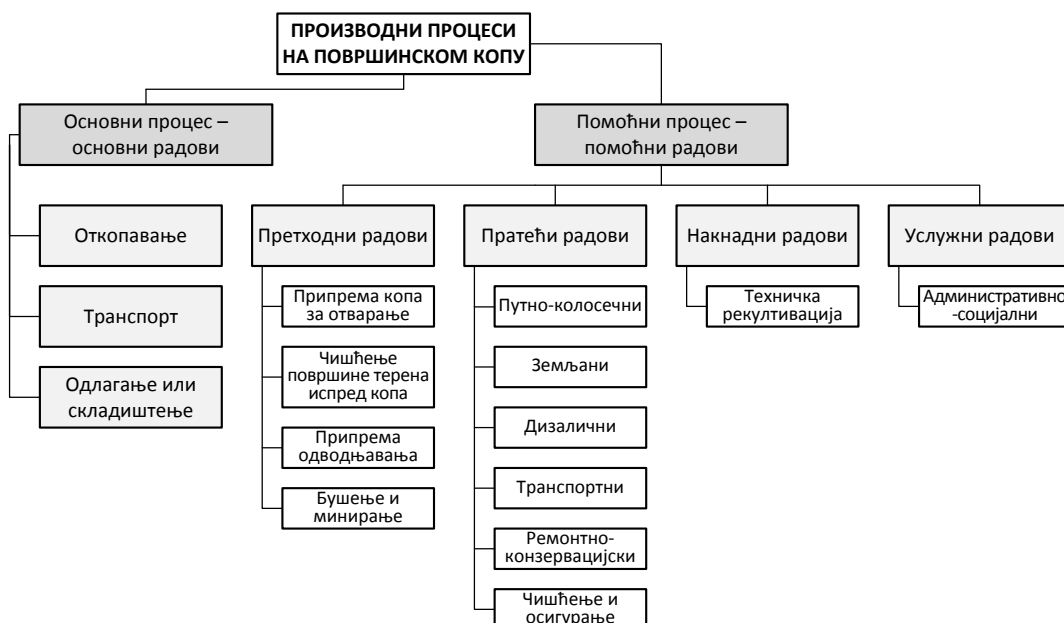 ПРОИЗВОДНИ ПРОЦЕСИ
НА ПОВРШИНСКОМ КОПУ
Основни процес –
основни радови
Помоћни процес –
помоћни радови
Откопавање
Транспорт
Одлагање или
складиштење
Претходни радови
Припрема копа
за отварање
Чишћење
површине терена
испред копа
Припрема
одводњавања
Бушење и
минирање
Пратећи радови
Путно-колосечни
Земљани
Дизалични
Транспортни
Ремонтно-
конзервацијски
Чишћење и
осигурање
Накнадни радови
Техничка
рекултивација
Услужни радови
Административно
-социјални